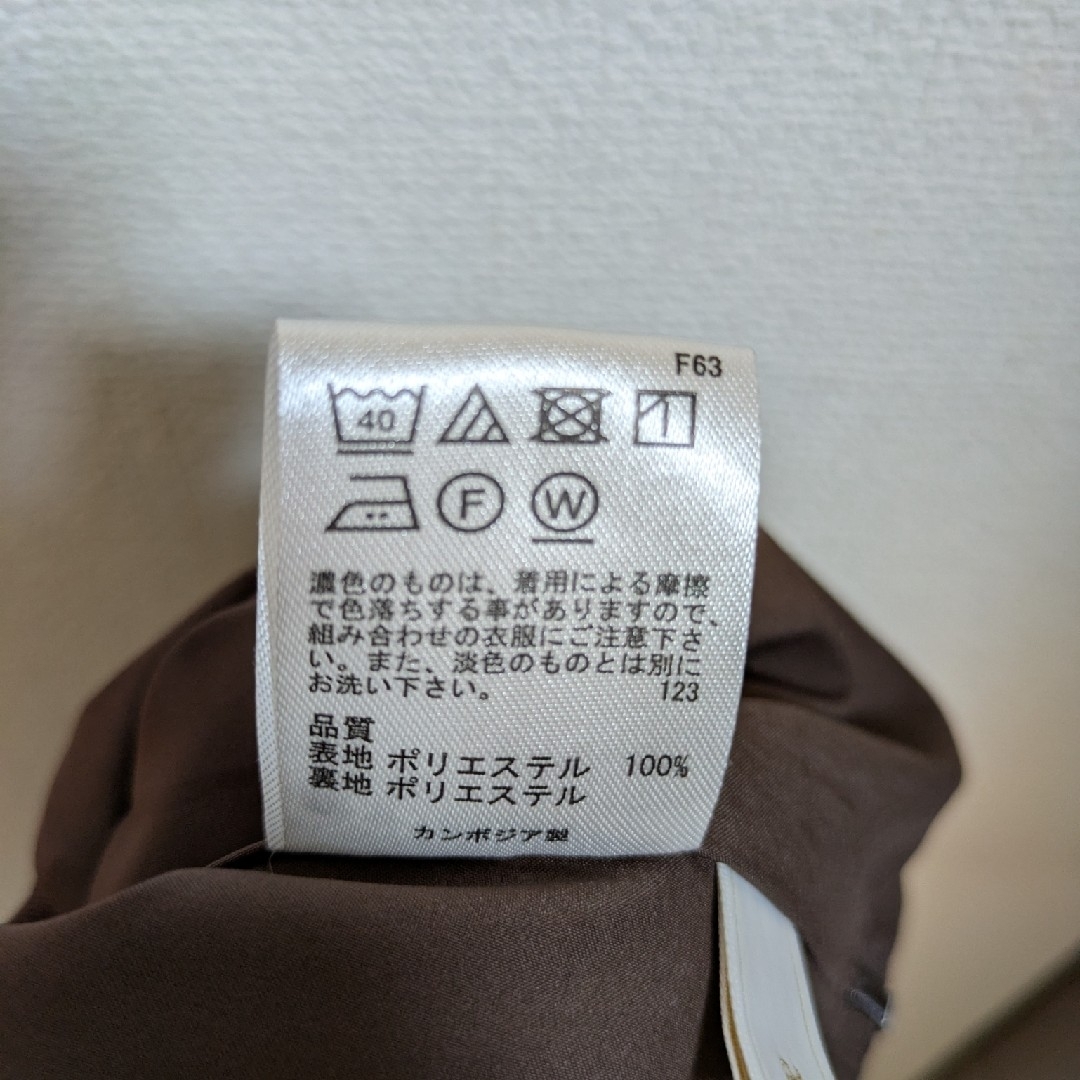 F63
40
F W
濃色のものは、着用による摩擦
で色落ちする事がありますので、
組み合わせの衣服にご注意下さ
い。また、淡色のものとは別に
お洗い下さい。 123
品質
表地 ポリエステル 100%
裏地 ポリエステル
カンボジア製